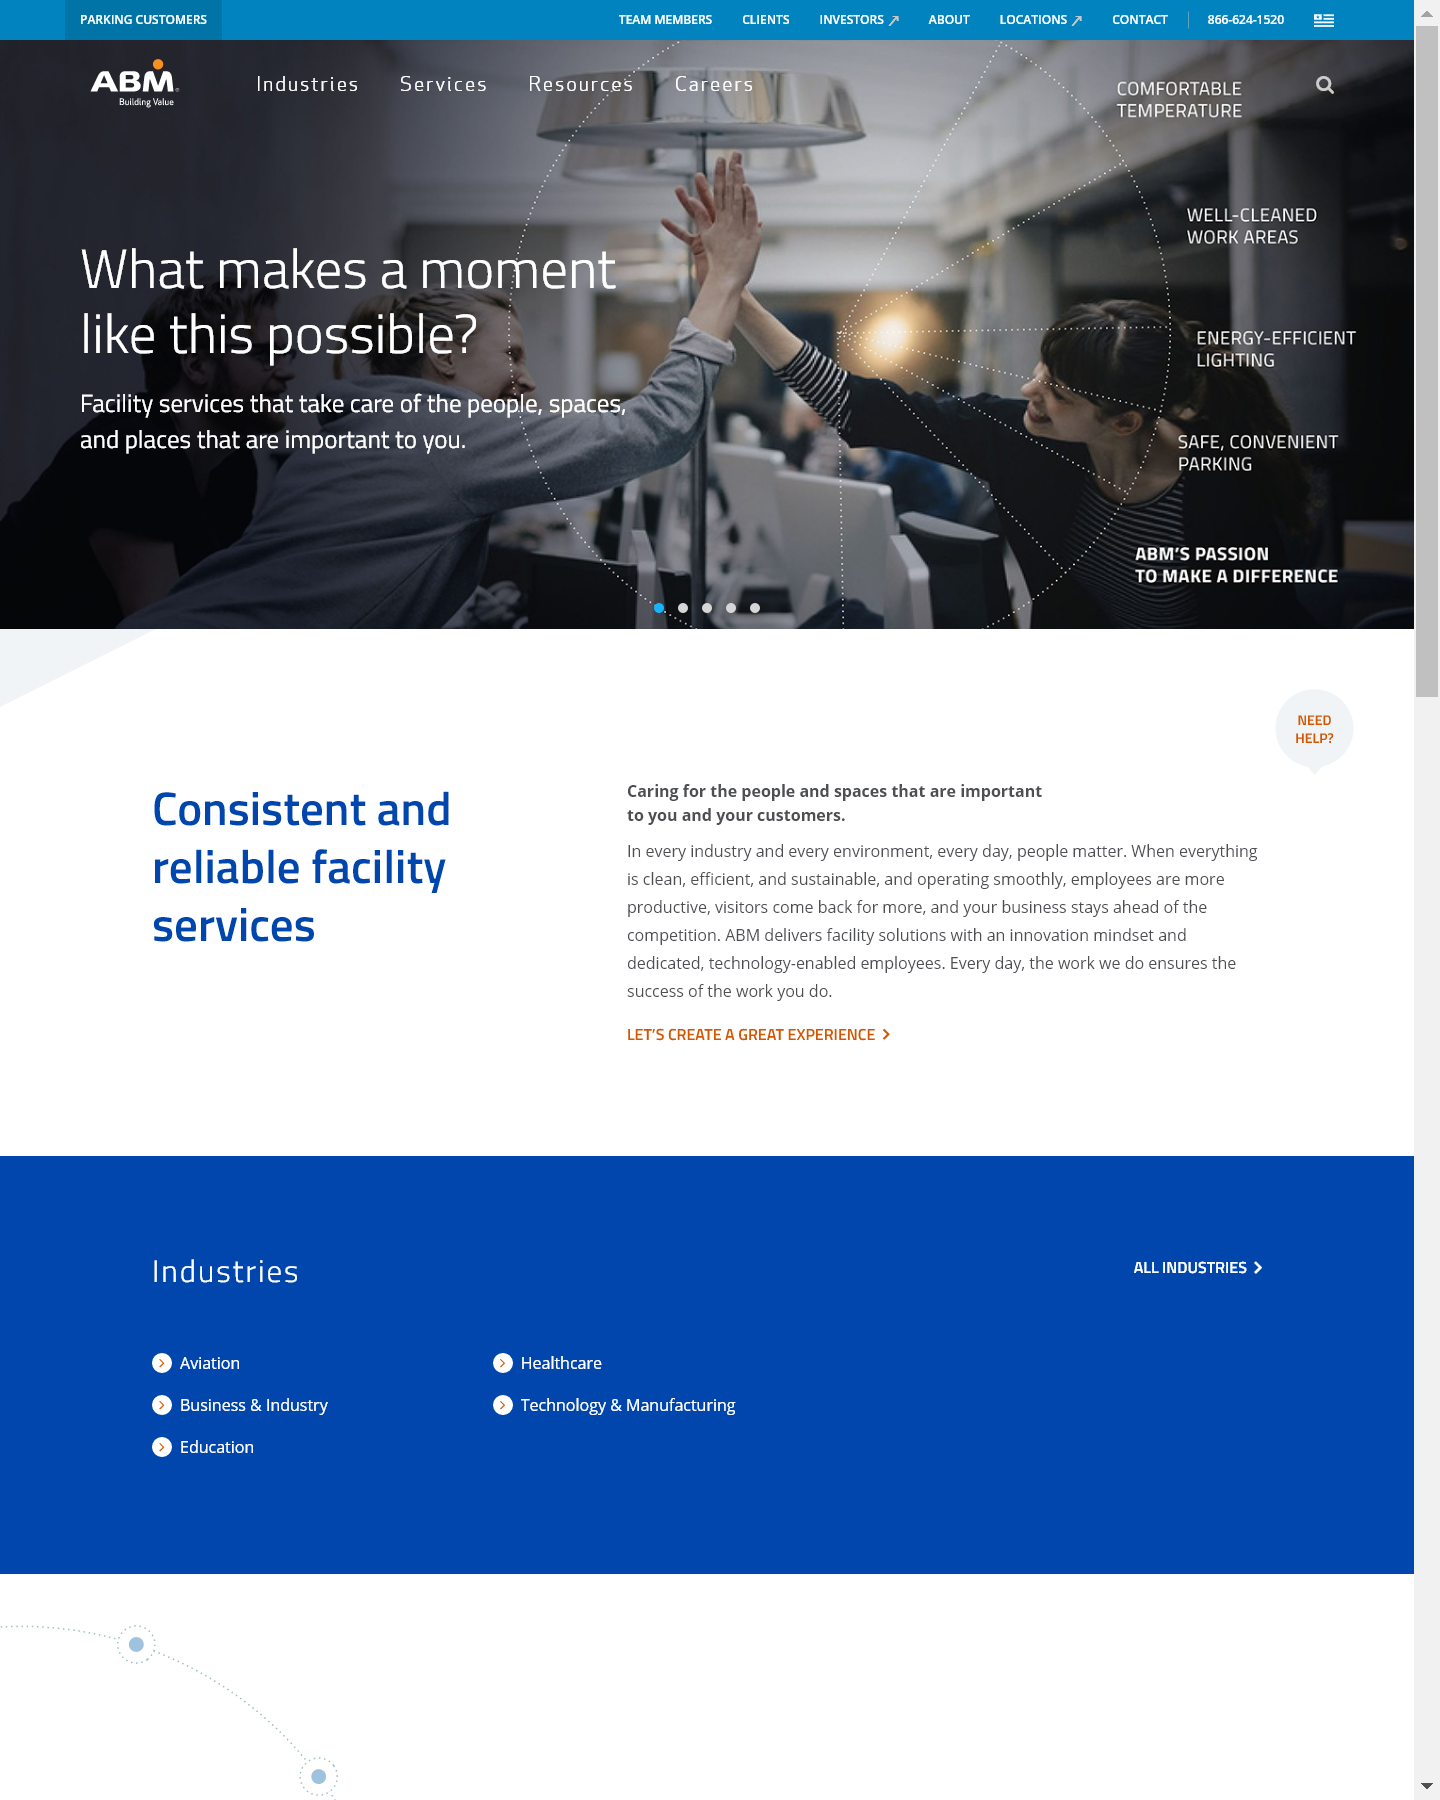 PARKING CUSTOMERS
TEAM MEMBERS
CLIENTS
INVESTORS
ABOUT
LOCATIONS
CONTACT
866-624-1520
ABM
Building Value
Industries
Services
Resources
Careers
COMFORTABLE
TEMPERATURE
WELL-CLEANED
WORK AREAS
What makes a moment
like this possible?
ENERGY-EFFICIENT
LIGHTING
Facility services that take care of the people, spaces,
and places that are important to you.
SAFE, CONVENIENT
PARKING
ABM'S PASSION
TO MAKE A DIFFERENCE
NEED
HELP?
Consistent and
reliable facility
services
Caring for the people and spaces that are important
to you and your customers.
In every industry and every environment, every day, people matter. When everything
is clean, efficient, and sustainable, and operating smoothly, employees are more
productive, visitors come back for more, and your business stays ahead of the
competition. ABM delivers facility solutions with an innovation mindset and
dedicated, technology-enabled employees. Every day, the work we do ensures the
success of the work you do.
LET'S CREATE A GREAT EXPERIENCE
Industries
ALL INDUSTRIES
Aviation
Business & Industry
Education
Healthcare
Technology & Manufacturing